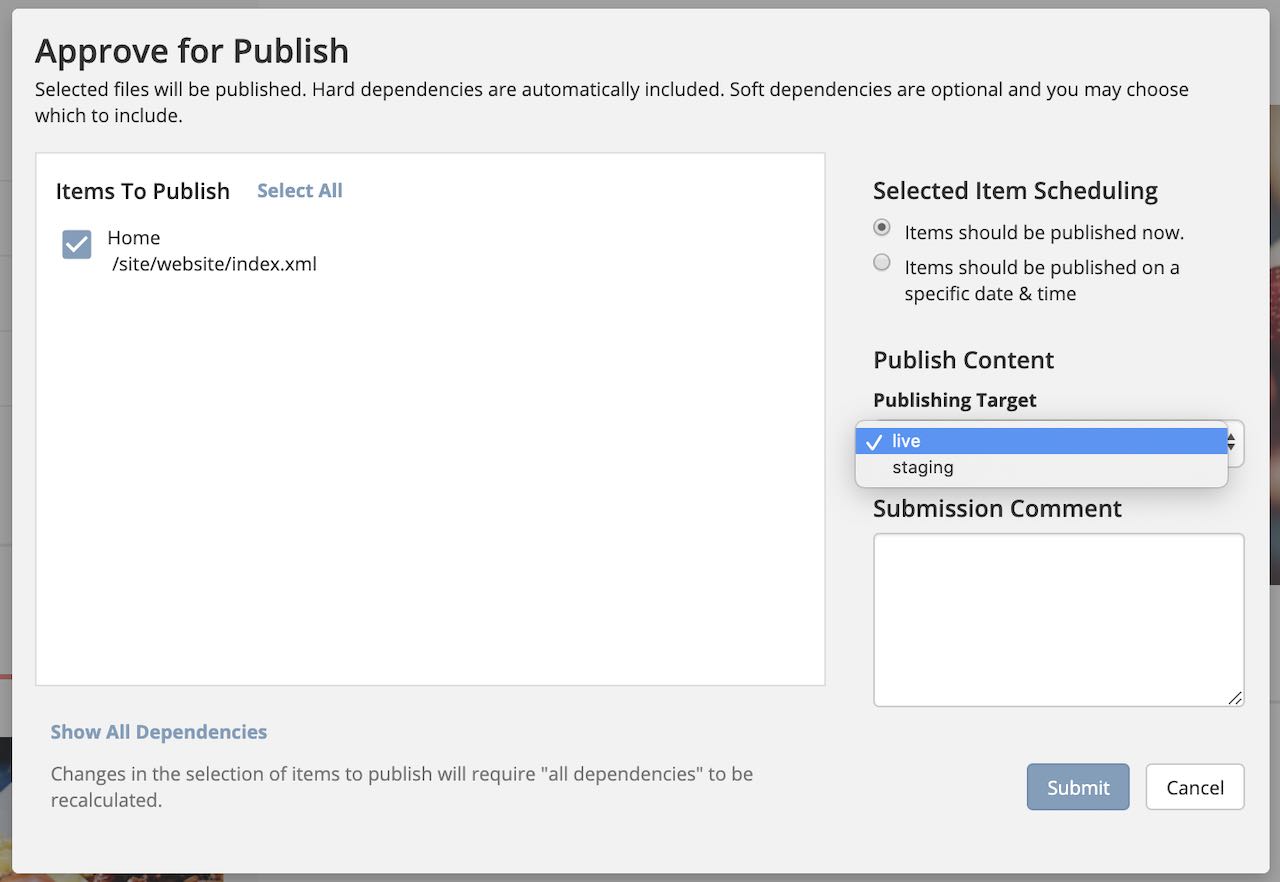 Approve for Publish
Selected files will be published. Hard dependencies are automatically included. Soft dependencies are optional and you may choose
which to include.
Items To Publish Select All
Home
/site/website/index.xml
Selected Item Scheduling
Items should be published now.
Items should be published on a
specific date & time
Publish Content
Publishing Target
live
staging
Submission Comment
Show All Dependencies
Changes in the selection of items to publish will require "all dependencies" to be
recalculated.
Submit Cancel